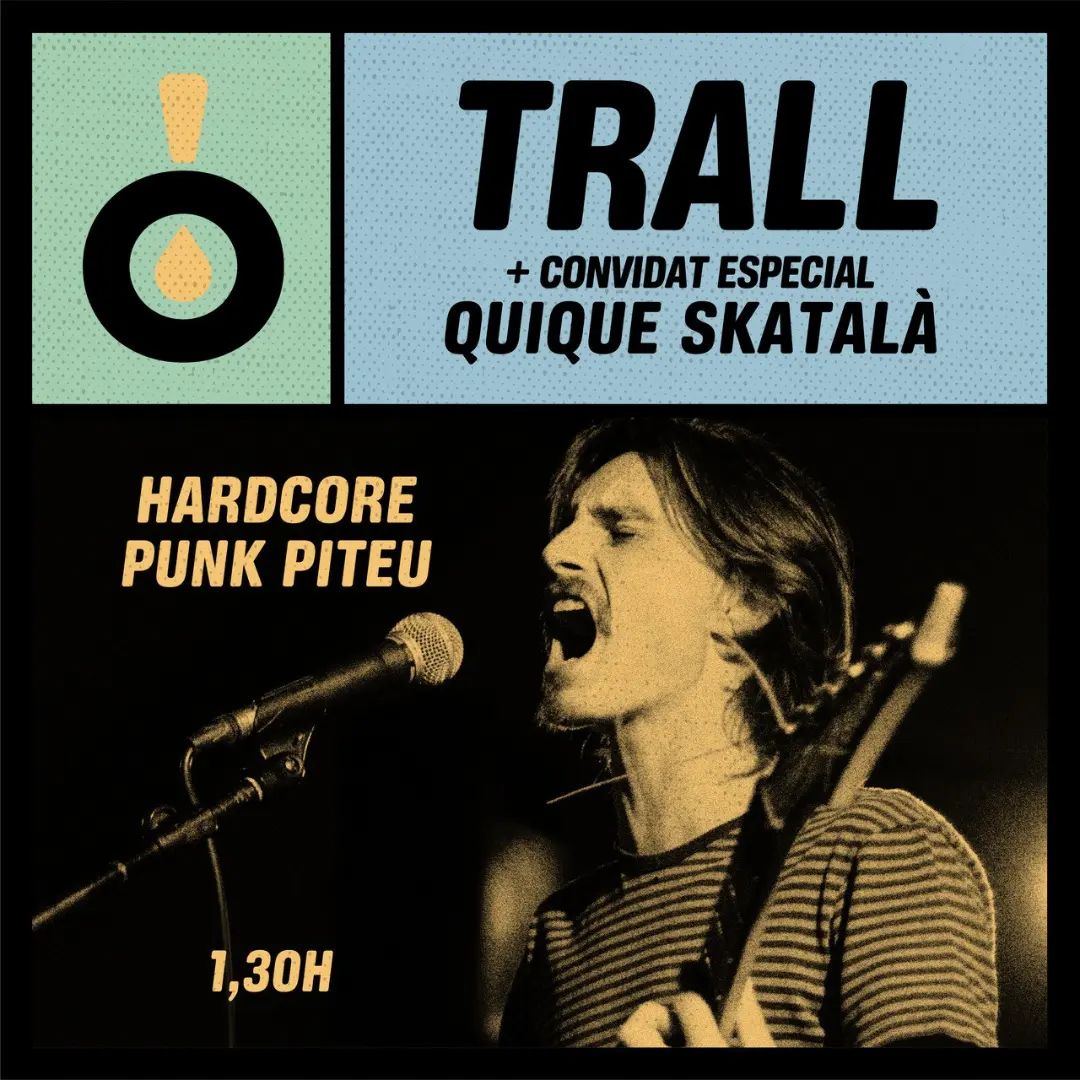 TRALL
+ CONVIDAT ESPECIAL
QUIQUE SKATALÀ
HARDCORE
PUNK PITEU
1,30H